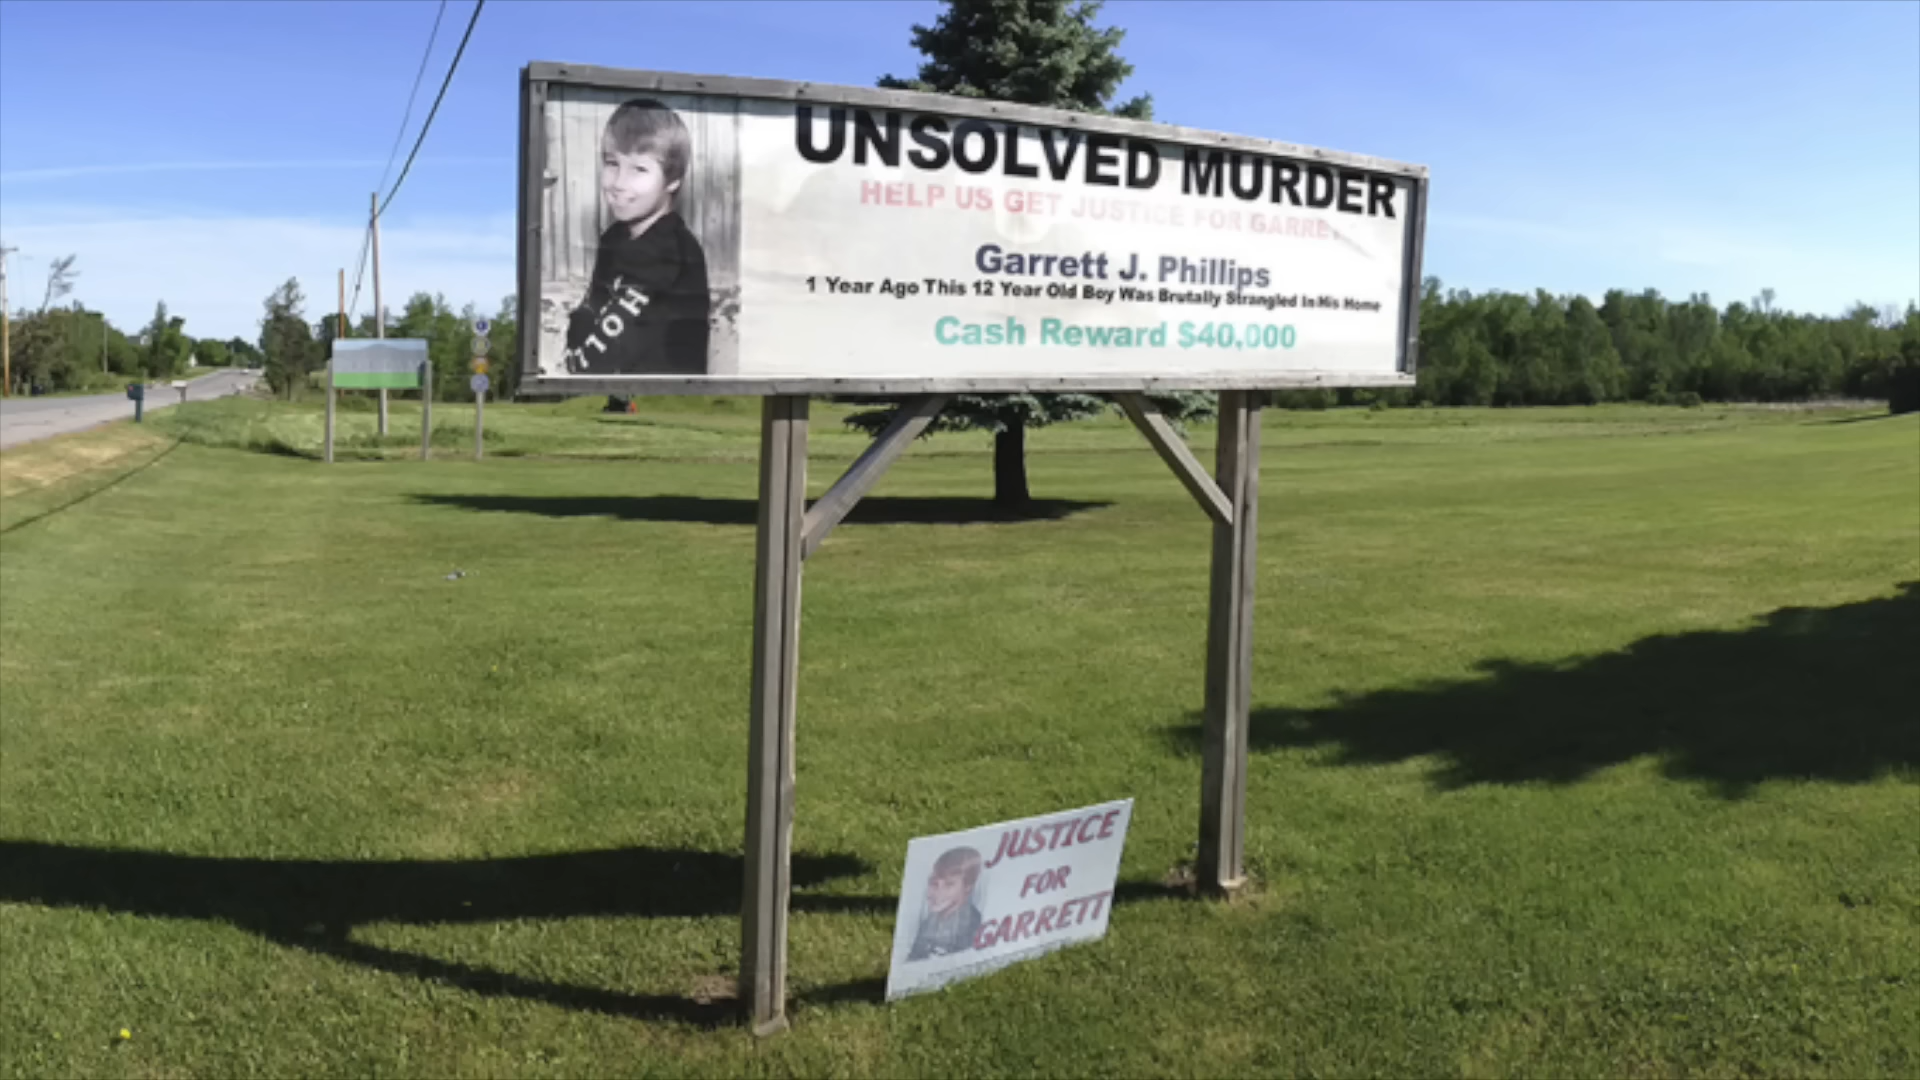 UNSOLVED MURDER
HELP US GET JUSTICE FOR GARRE
Garrett J. Phillips
1 Year Ago This 12 Year Old Boy Was Brutally Strangled In His Home
Cash Reward $40,000
JUSTICE
FOR
GARRETT